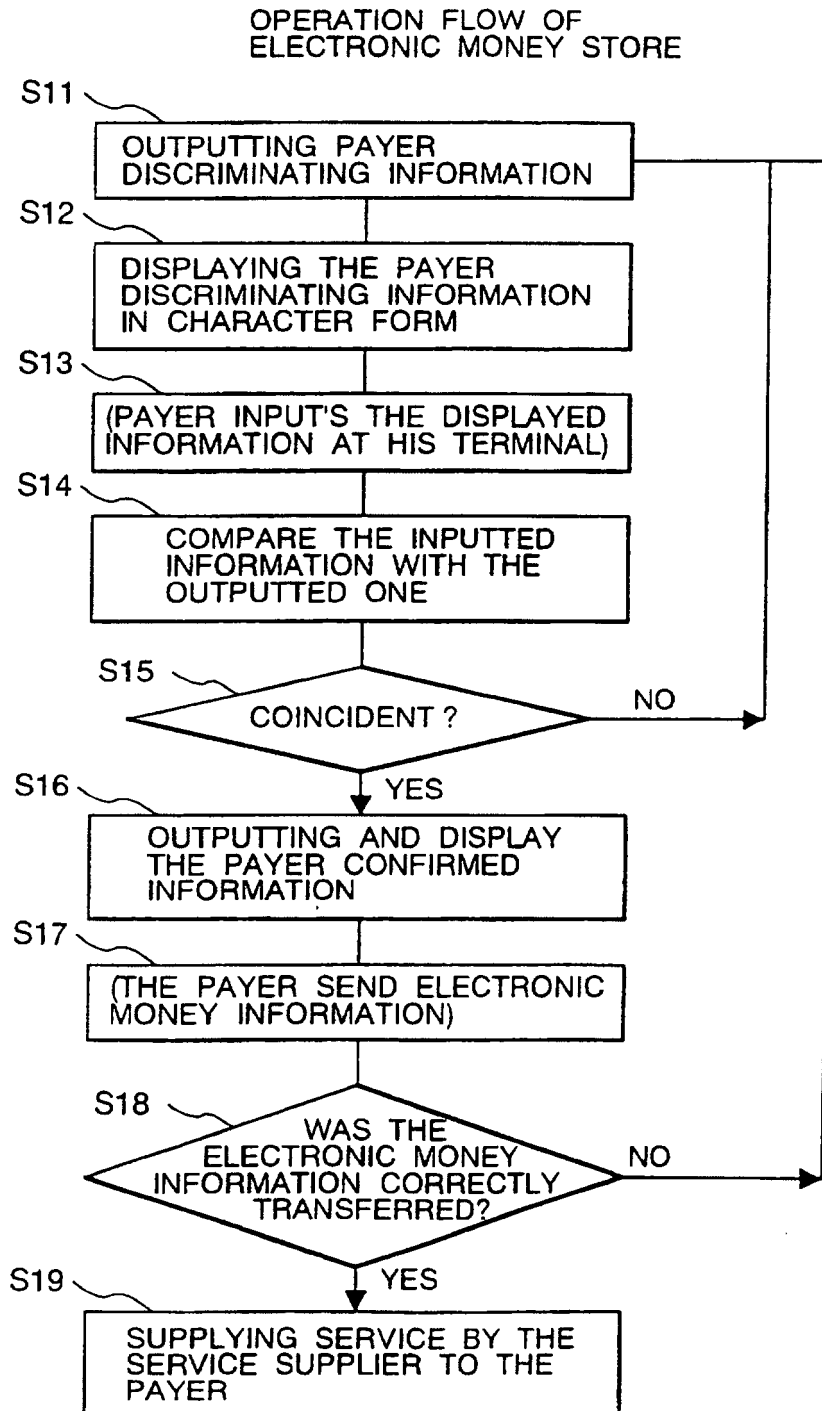 OPERATION FLOW OF
ELECTRONIC MONEY STORE
S11
OUTPUTTING PAYER
DISCRIMINATING INFORMATION
S12
DISPLAYING THE PAYER
DISCRIMINATING INFORMATION
IN CHARACTER FORM
S13
(PAYER INPUT'S THE DISPLAYED
INFORMATION AT HIS TERMINAL)
S14
COMPARE THE INPUTTED
INFORMATION WITH THE
OUTPUTTED ONE
S15
COINCIDENT ?
NO
YES
S16
OUTPUTTING AND DISPLAY
THE PAYER CONFIRMED
INFORMATION
S17
(THE PAYER SEND ELECTRONIC
MONEY INFORMATION)
S18
WAS THE
ELECTRONIC MONEY
INFORMATION CORRECTLY
TRANSFERRED?
NO
YES
S19
SUPPLYING SERVICE BY THE
SERVICE SUPPLIER TO THE
PAYER